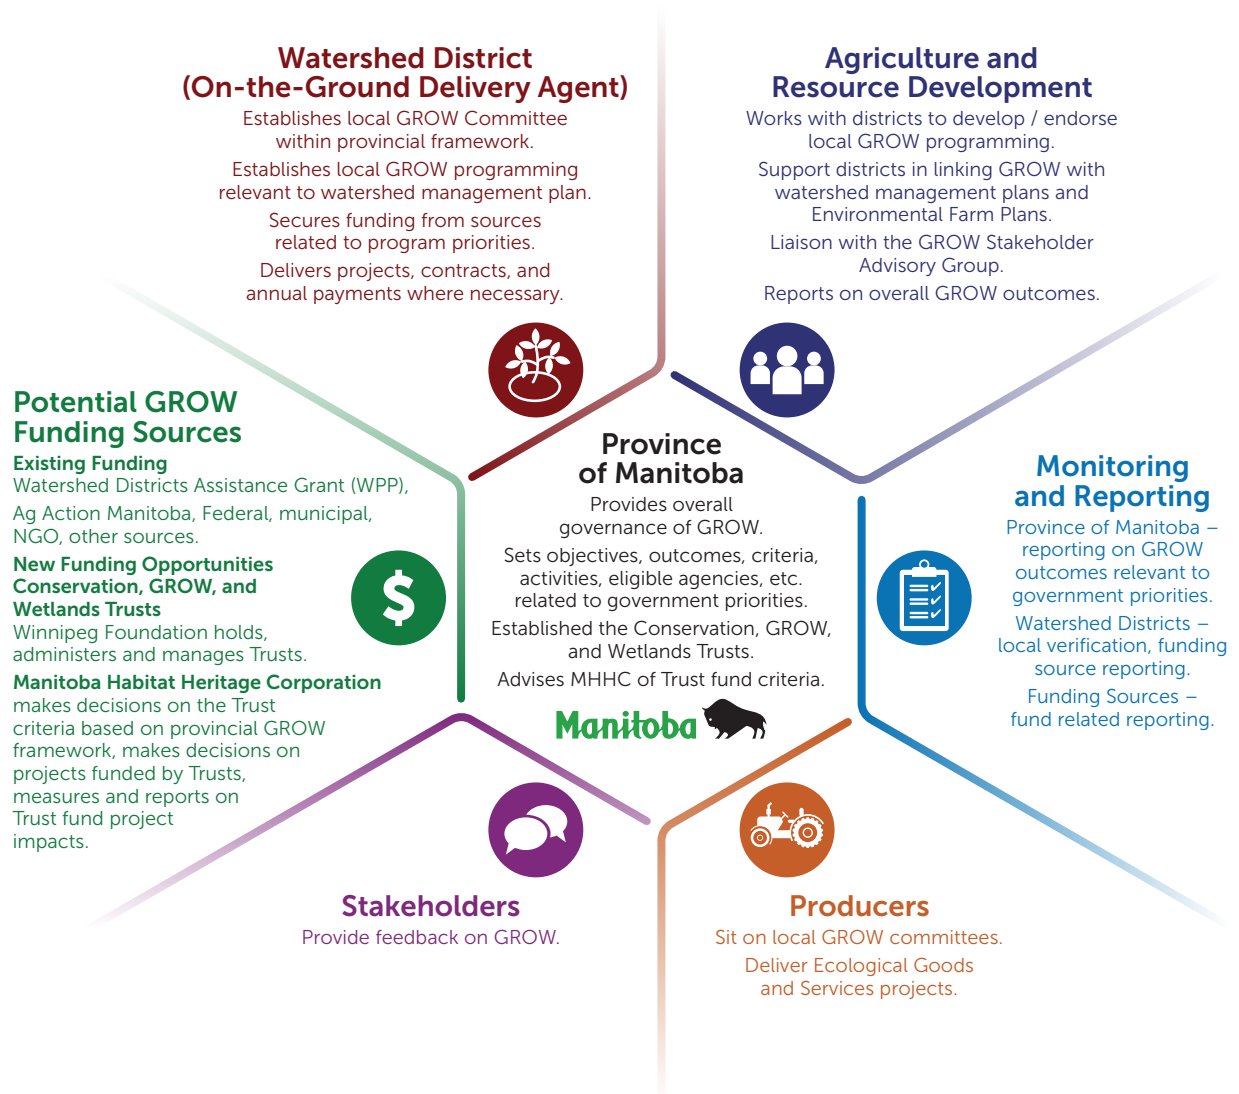 Watershed District
(On-the-Ground Delivery Agent)
Establishes local GROW Committee
within provincial framework.
Establishes local GROW programming
relevant to watershed management plan.
Secures funding from sources
related to program priorities.
Delivers projects, contracts, and
annual payments where necessary.
Agriculture and
Resource Development
Works with districts to develop / endorse
local GROW programming.
Support districts in linking GROW with
watershed management plans and
Environmental Farm Plans.
Liaison with the GROW Stakeholder
Advisory Group.
Reports on overall GROW outcomes.
Potential GROW
Funding Sources
Existing Funding
Watershed Districts Assistance Grant (WPP),
Ag Action Manitoba, Federal, municipal,
NGO, other sources.
New Funding Opportunities
Conservation, GROW, and
Wetlands Trusts
Winnipeg Foundation holds,
administers and manages Trusts.
Manitoba Habitat Heritage Corporation
makes decisions on the Trust
criteria based on provincial GROW
framework, makes decisions on
projects funded by Trusts,
measures and reports on
Trust fund project
impacts.
$
Province
of Manitoba
Provides overall
governance of GROW.
Sets objectives, outcomes, criteria,
activities, eligible agencies, etc.
related to government priorities.
Established the Conservation, GROW,
and Wetlands Trusts.
Advises MHHC of Trust fund criteria.
Manitoba
Monitoring
and Reporting
Province of Manitoba –
reporting on GROW
outcomes relevant to
government priorities.
Watershed Districts –
local verification, funding
source reporting.
Funding Sources –
fund related reporting.
Stakeholders
Provide feedback on GROW.
Producers
Sit on local GROW committees.
Deliver Ecological Goods
and Services projects.